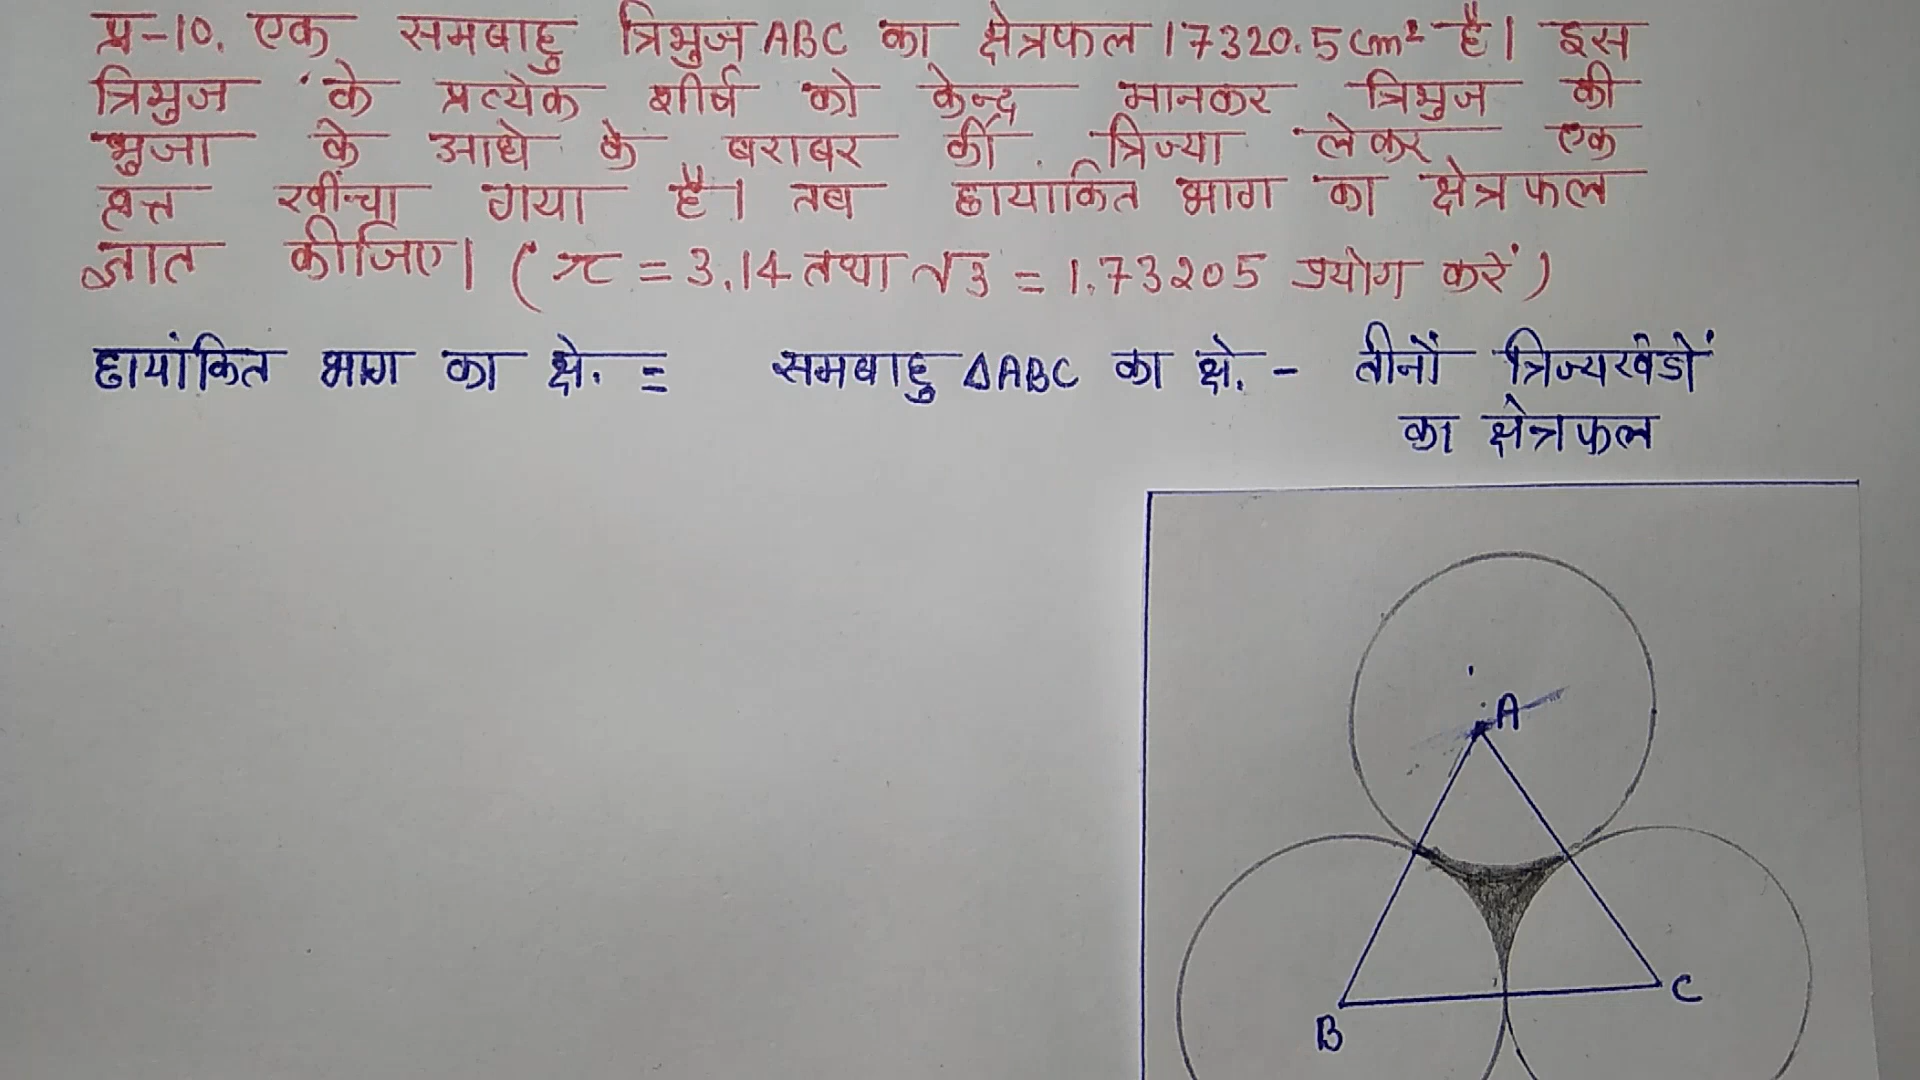 प्र-10. एक समबाहु त्रिभुज ABC का क्षेत्रफल 17320.5 cm² है। इस
त्रिभुज के प्रत्येक शीर्ष को केन्द्र मानकर त्रिभुज की
भुजा के आधे के बराबर की त्रिज्या लेकर एक
वृत्त खींचा गया है। तब छायांकित भाग का क्षेत्रफल
ज्ञात कीजिए। (π = 3.14 तथा √3 = 1.73205 प्रयोग करें)
छायांकित भाग का क्षे. = समबाहु ΔABC का क्षे. - तीनों त्रिज्यखंडों
का क्षेत्रफल
A
B
C